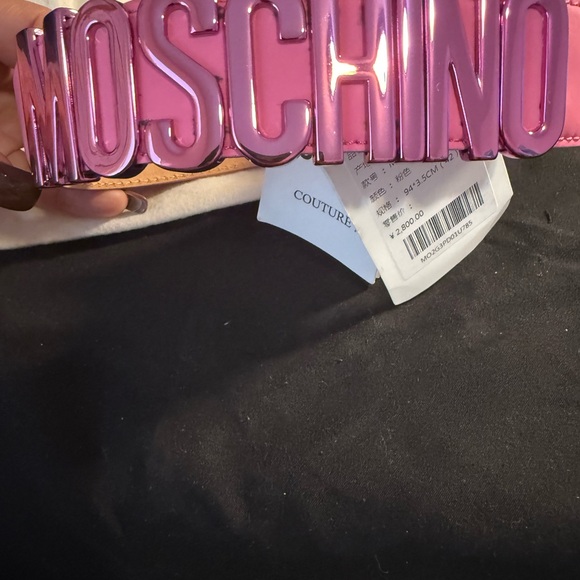 MOSCHINO
COUTURE
款号:
颜色: 粉色
规格: 94*3.5CM
零售价:
¥2,800.00
MO2G3PD01U785